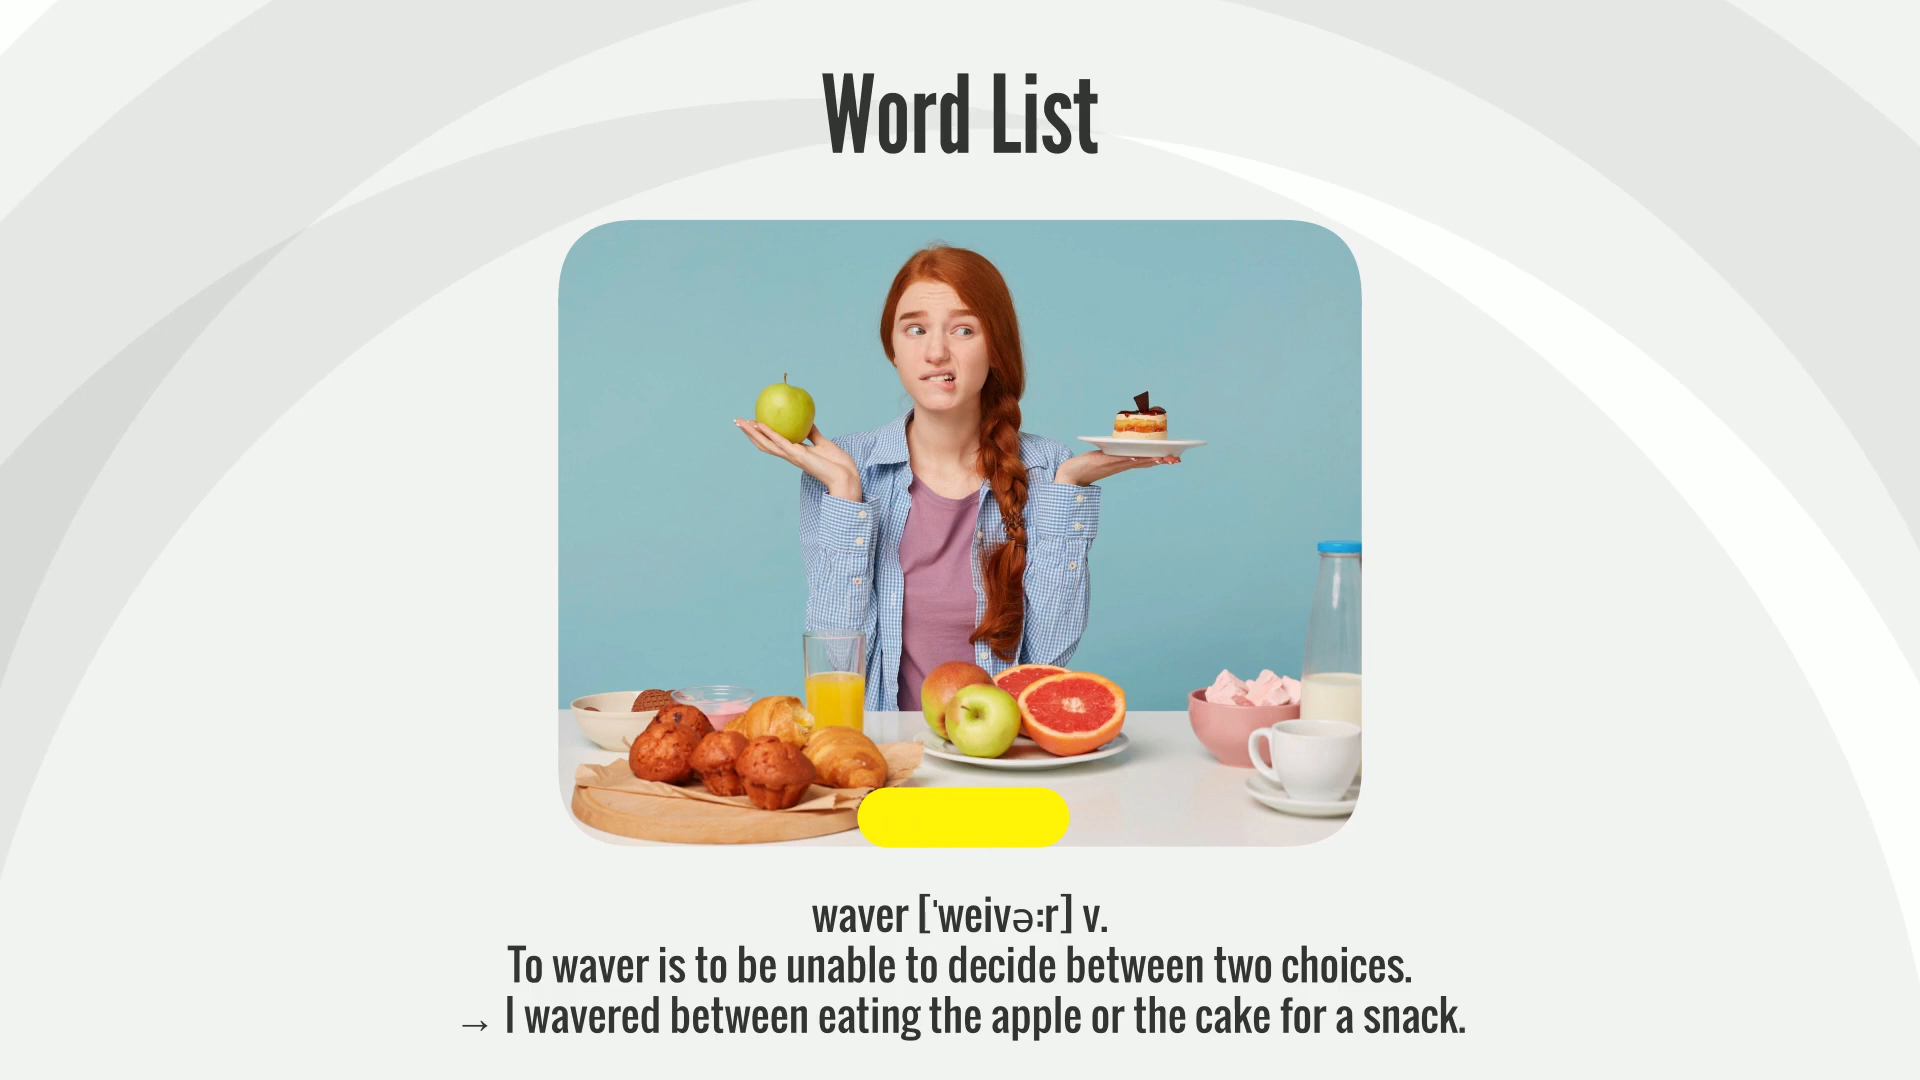 Word List
waver [ˈweivə:r] v.
To waver is to be unable to decide between two choices.
→ I wavered between eating the apple or the cake for a snack.